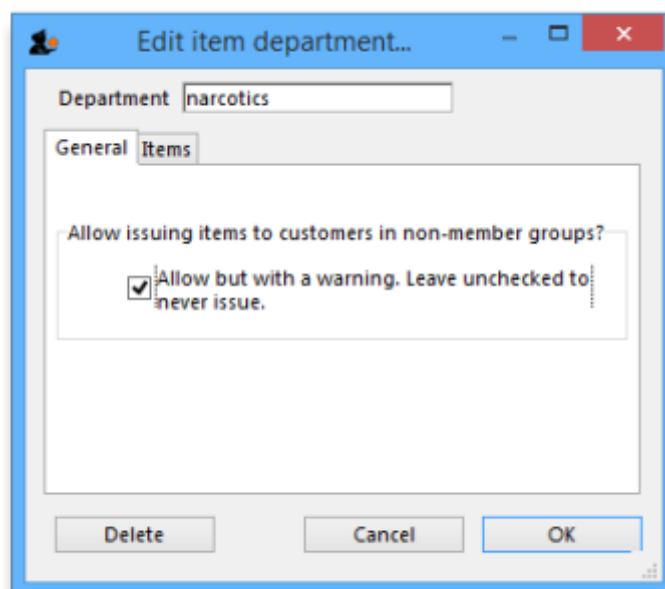 Edit item department...
Department narcotics
General Items
Allow issuing items to customers in non-member groups?
Allow but with a warning. Leave unchecked to
never issue.
Delete Cancel OK